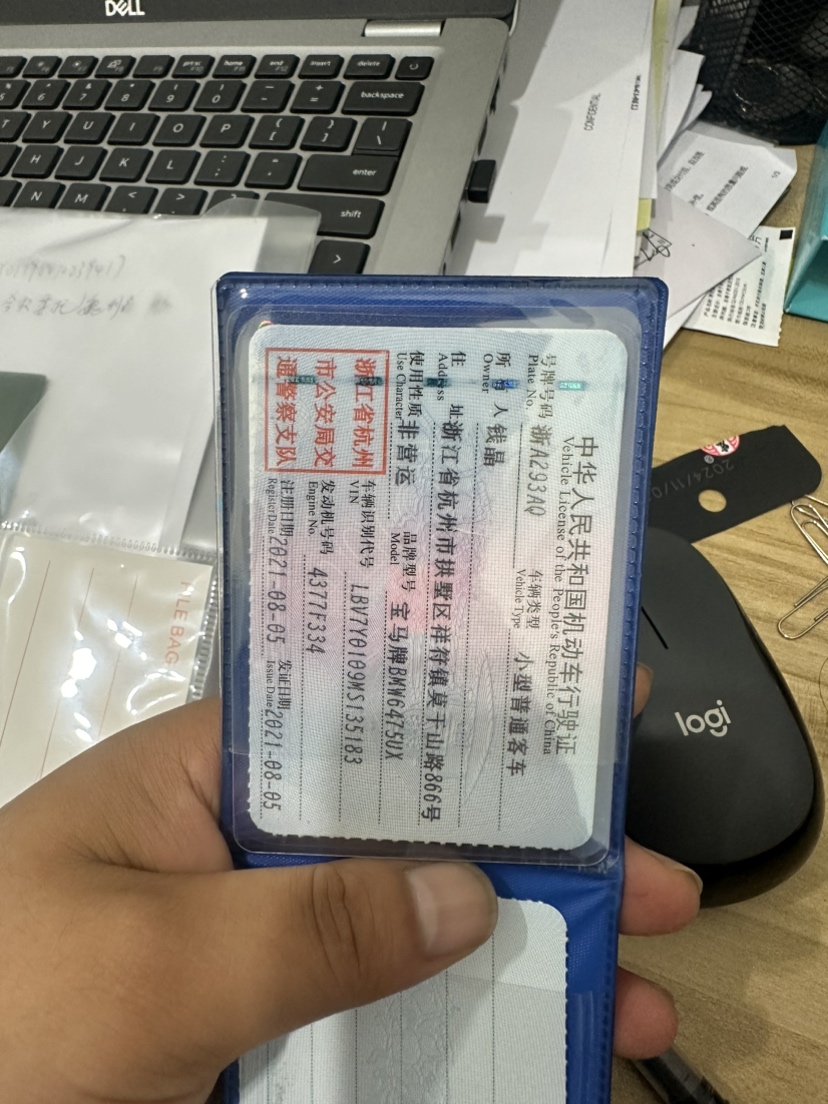 中华人民共和国机动车行驶证
Vehicle License of the People's Republic of China
号牌号码 浙A293AQ 车辆类型 小型普通客车
Plate No. Vehicle Type
所有人 钱晶
Owner
住址 浙江省杭州市拱墅区祥符镇莫干山路866号
Address
使用性质 非营运 品牌型号 宝马牌BMW6475UX
Use Character Model
浙江省杭州
市公安局交
通警察支队
车辆识别代号 LBV7Y0109MS135183
VIN
发动机号码 4377F334
Engine No.
注册日期 2021-08-05 发证日期 2021-08-05
Register Date Issue Date
DELL
home
end
insert
delete
backspace
enter
shift
logi
FILE BAG